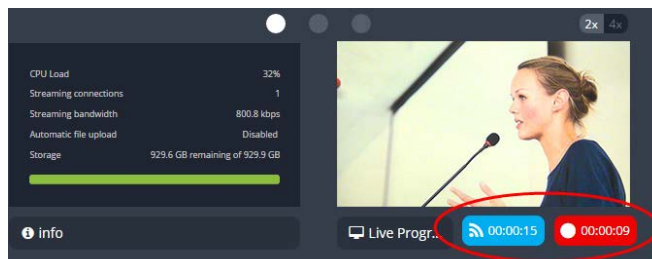 2x 4x
CPU Load 32%
Streaming connections 1
Streaming bandwidth 800.8 kbps
Automatic file upload Disabled
Storage 929.6 GB remaining of 929.9 GB
info
Live Progr...
00:00:15
00:00:09